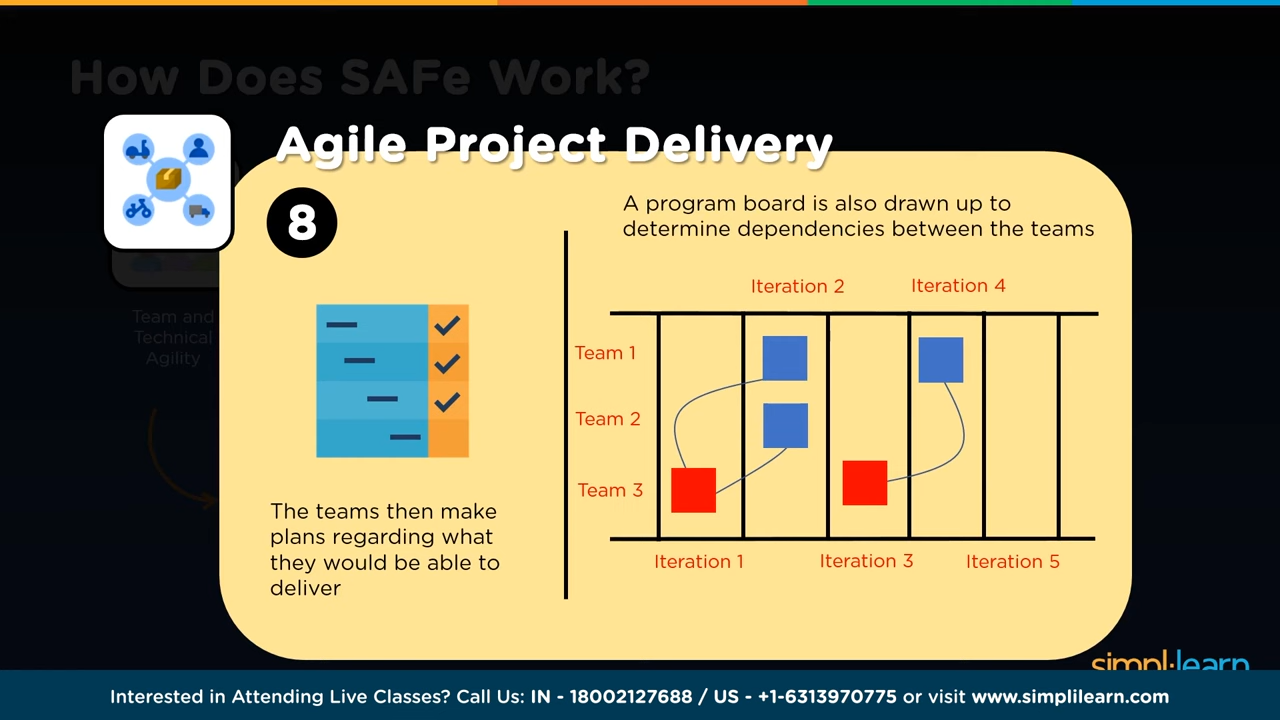 How Does SAFe Work?
Agile Project Delivery
8
Team and
Technical
Agility
The teams then make
plans regarding what
they would be able to
deliver
A program board is also drawn up to
determine dependencies between the teams
Iteration 2
Iteration 4
Team 1
Team 2
Team 3
Iteration 1
Iteration 3
Iteration 5
simplilearn
Interested in Attending Live Classes? Call Us: IN - 18002127688 / US - +1-6313970775 or visit www.simplilearn.com